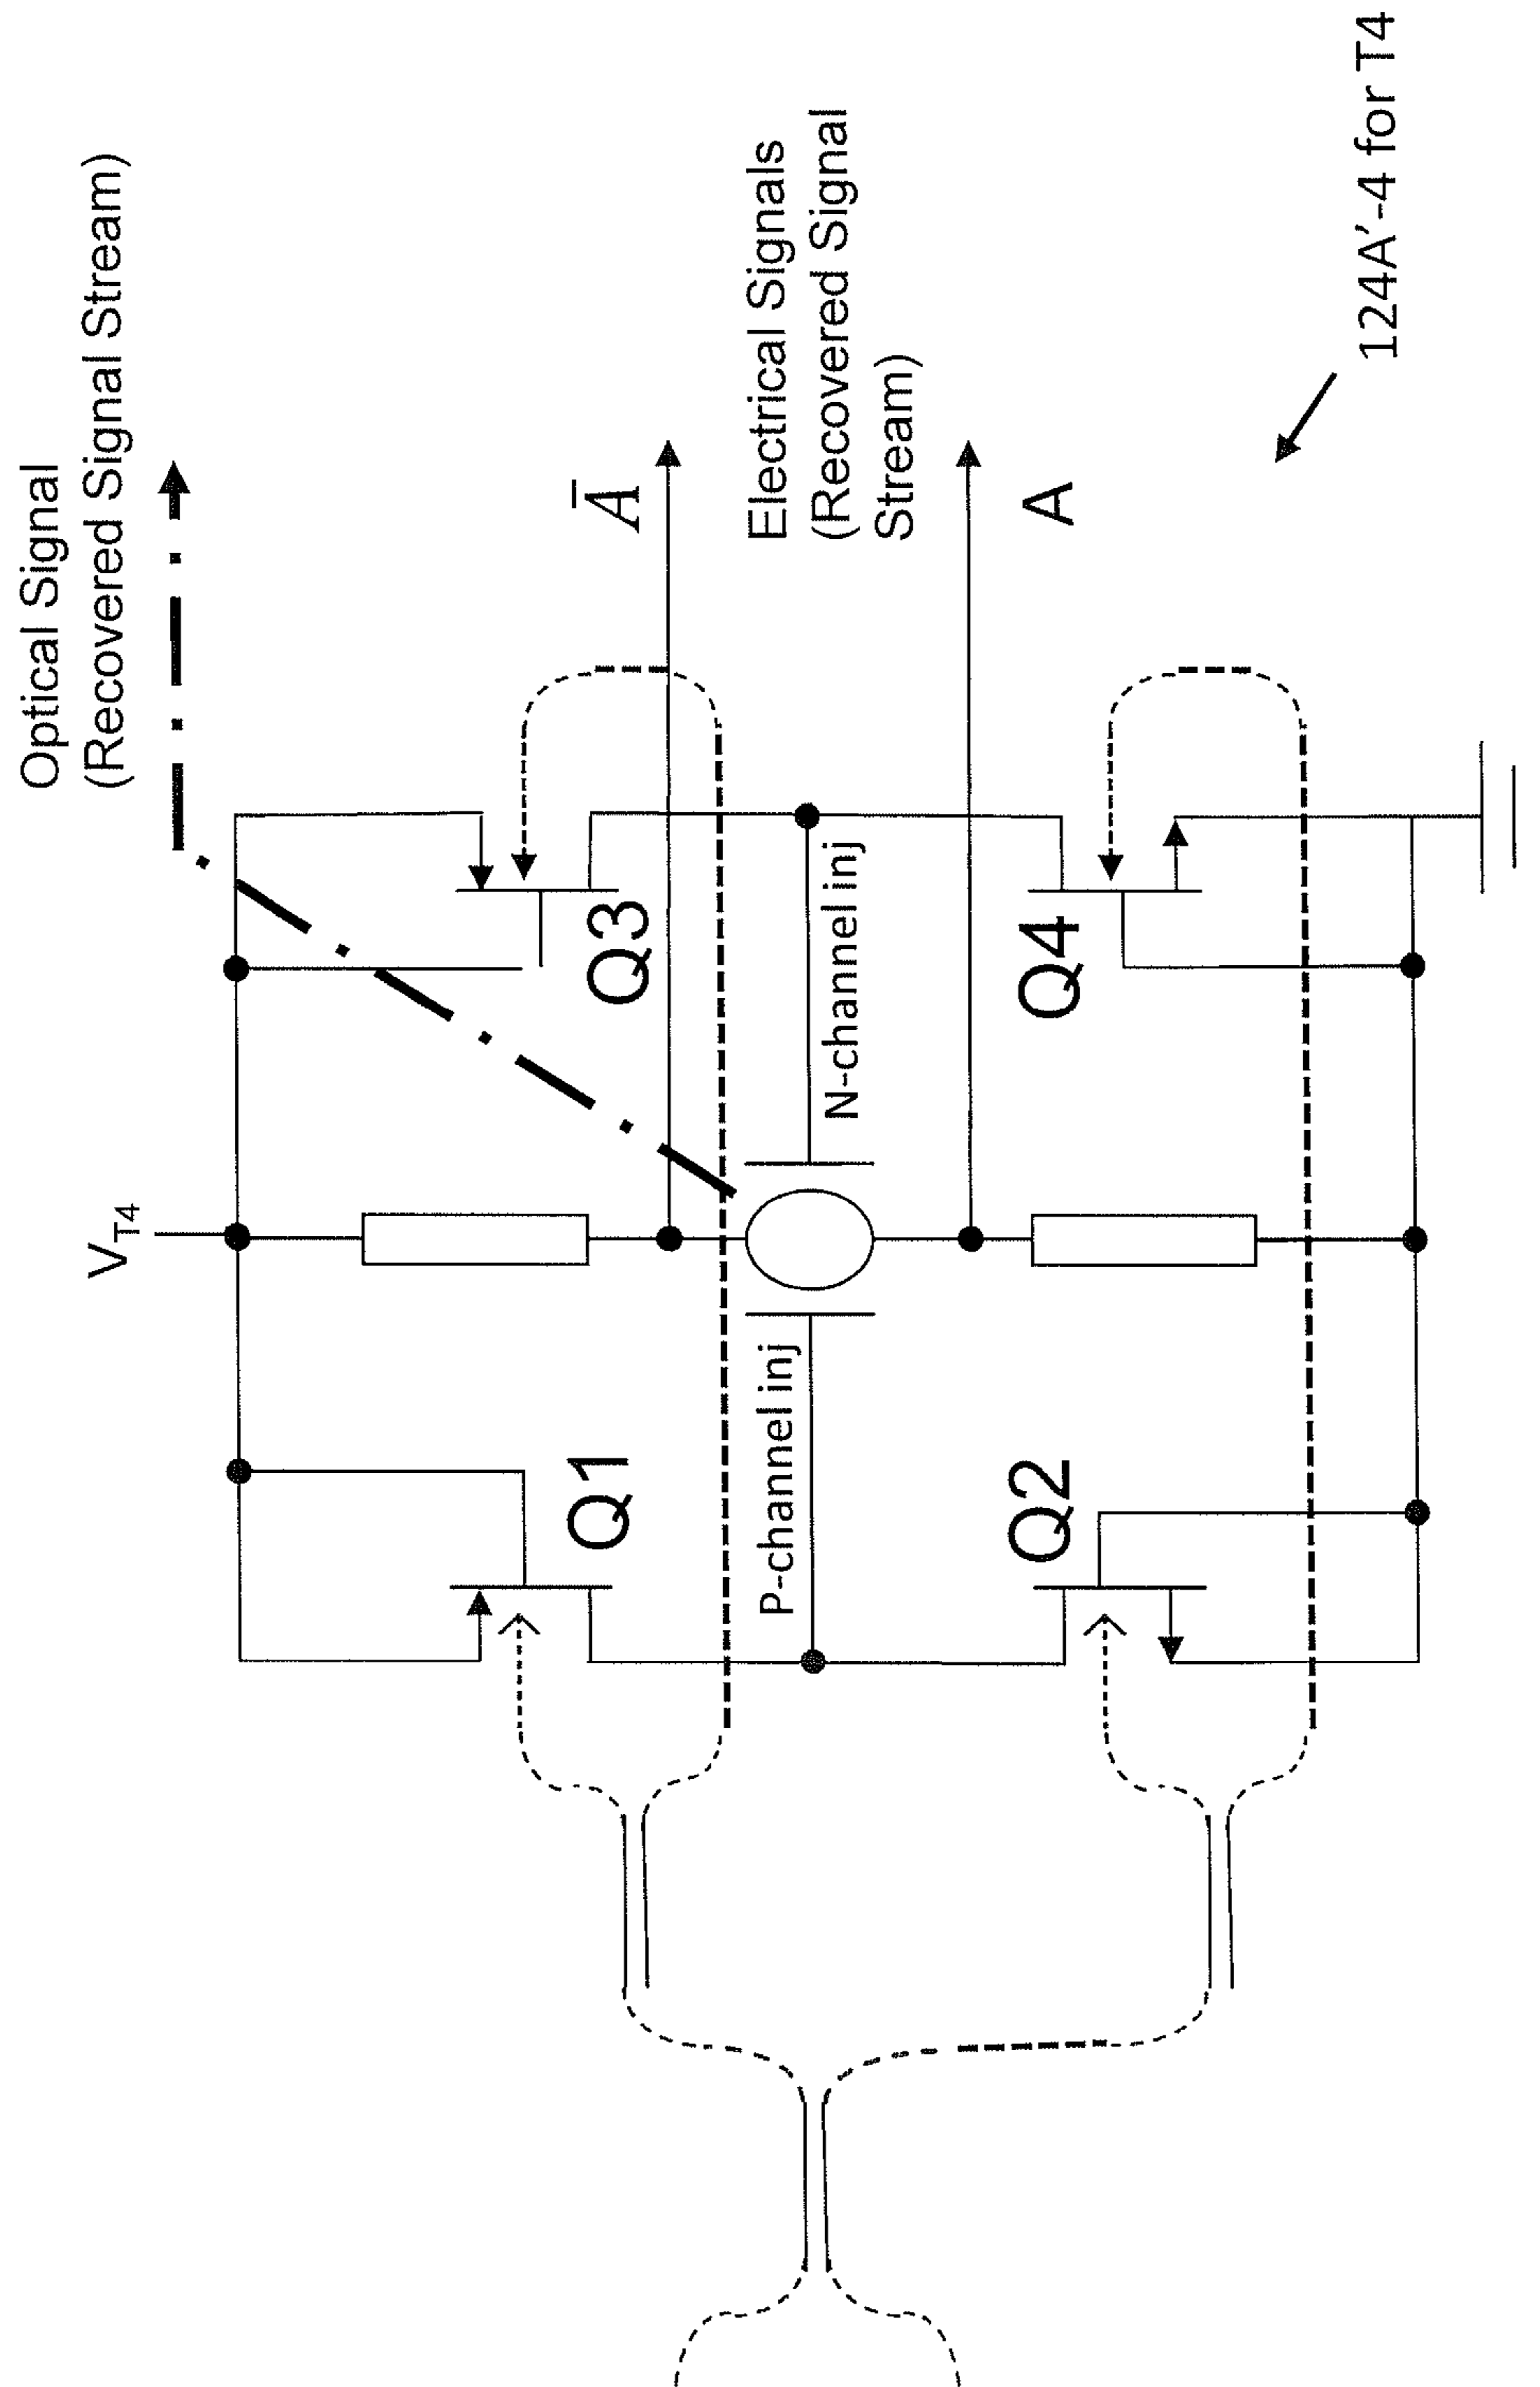 Optical Signal
(Recovered Signal Stream)
V_T4
Q1
Q3
A̅
P-channel inj
N-channel inj
Electrical Signals
(Recovered Signal
Stream)
A
Q2
Q4
124A'-4 for T4